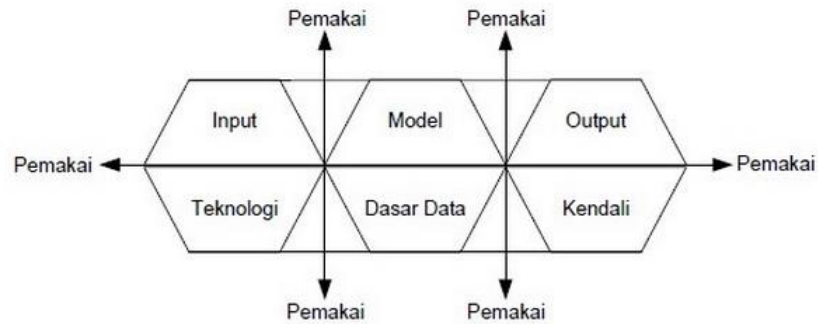 Pemakai Pemakai
Input Model Output
Pemakai Pemakai
Teknologi Dasar Data Kendali
Pemakai Pemakai